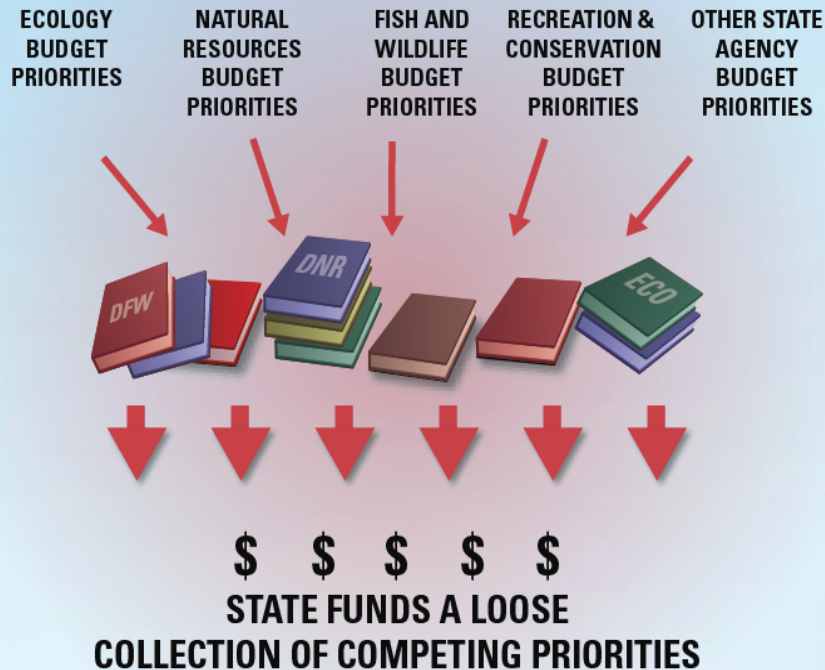 ECOLOGY
BUDGET
PRIORITIES
NATURAL
RESOURCES
BUDGET
PRIORITIES
FISH AND
WILDLIFE
BUDGET
PRIORITIES
RECREATION &
CONSERVATION
BUDGET
PRIORITIES
OTHER STATE
AGENCY
BUDGET
PRIORITIES
DFW
DNR
ECO
$ $ $ $ $
STATE FUNDS A LOOSE
COLLECTION OF COMPETING PRIORITIES